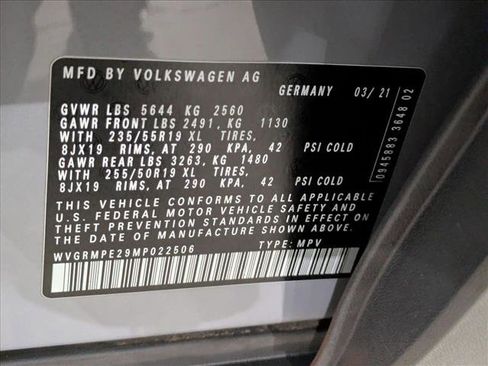 MFD BY VOLKSWAGEN AG
GERMANY 03/21
GVWR LBS 5644 KG 2560
GAWR FRONT LBS 2491, KG 1130
WITH 235/55R19 XL TIRES,
8JX19 RIMS, AT 290 KPA, 42 PSI COLD
GAWR REAR LBS 3263, KG 1480
WITH 255/50R19 XL TIRES,
8JX19 RIMS, AT 290 KPA, 42 PSI COLD
THIS VEHICLE CONFORMS TO ALL APPLICABLE
U.S. FEDERAL MOTOR VEHICLE SAFETY AND
THEFT PREVENTION STANDARDS IN EFFECT ON
THE DATE OF MANUFACTURE SHOWN ABOVE.
WVGRMPE29MP022506 TYPE: MPV
0945883 3648 02